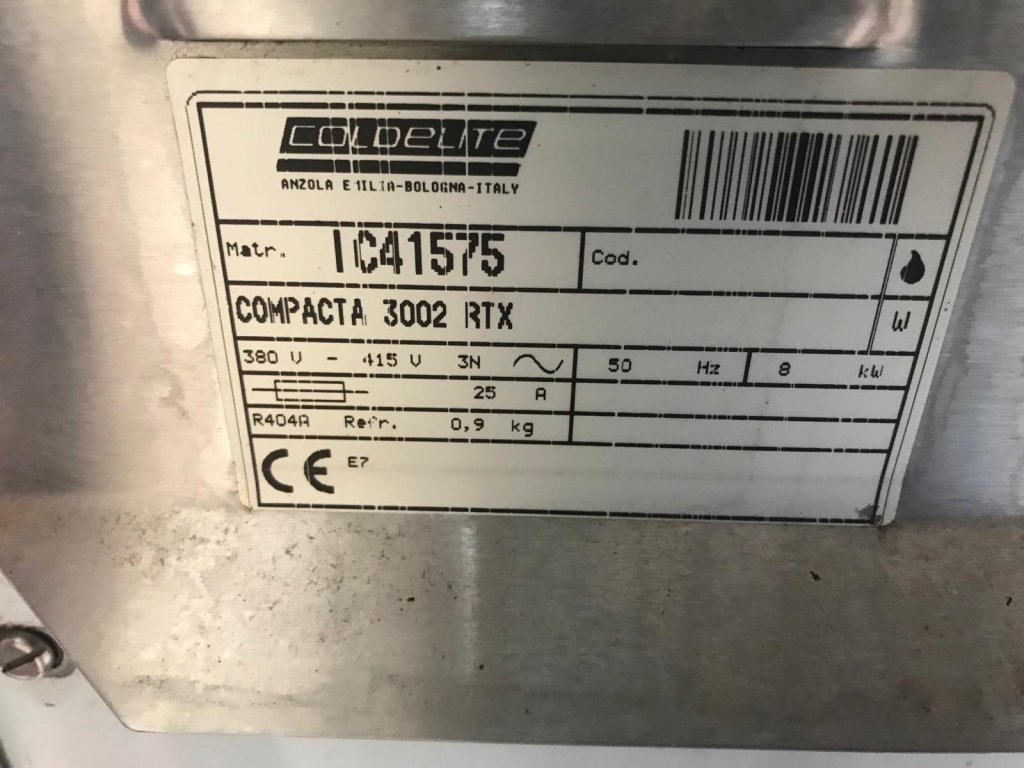 COLDELITE
ANZOLA EMILIA-BOLOGNA-ITALY
Matr. IC41575 Cod.
COMPACTA 3002 RTX W
380 V - 415 V 3N 50 Hz 8 kW
25 A
R404A Refr. 0,9 kg
CE E7